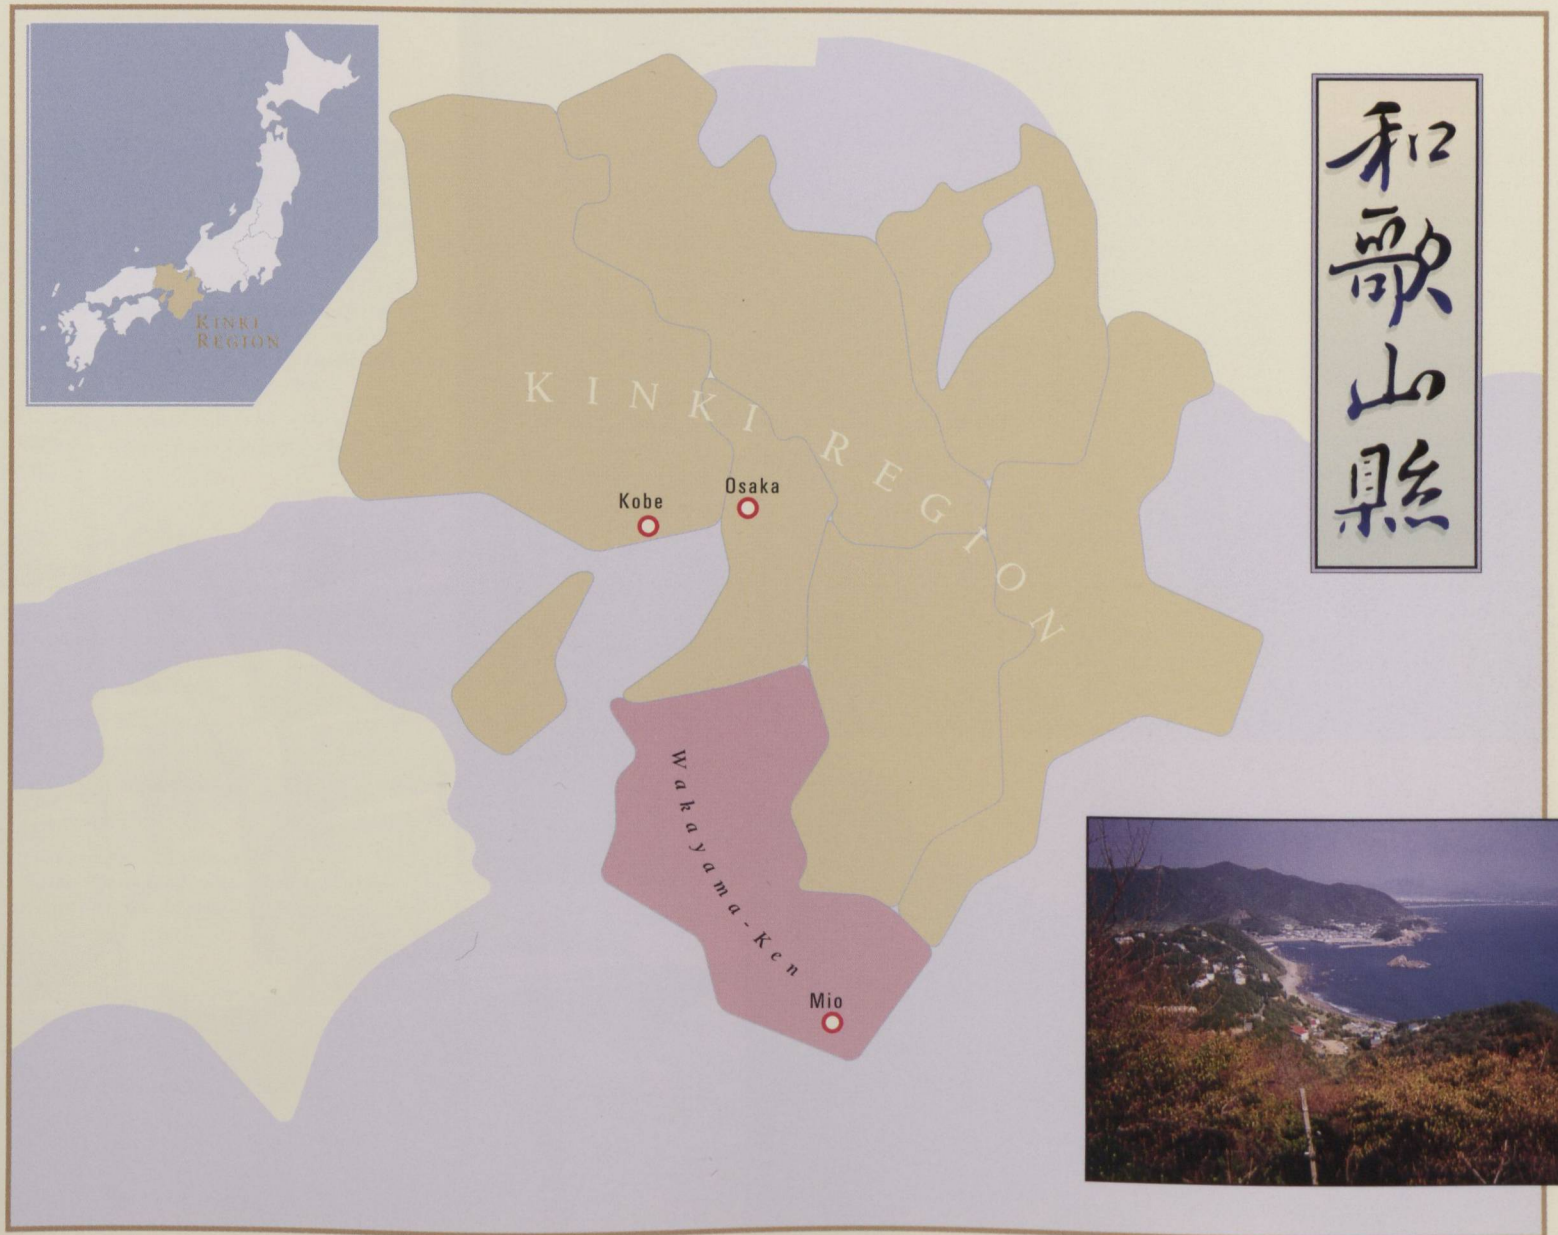 KINKI
REGION
和歌山縣
KINKI REGION
Kobe
Osaka
Wakayama-Ken
Mio